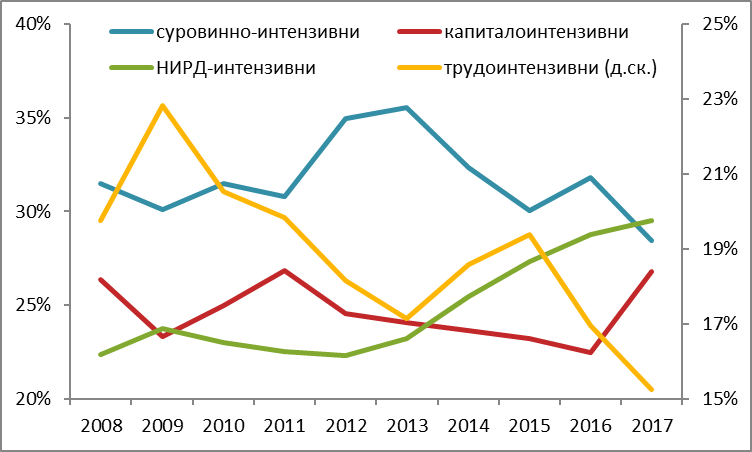 суровинно-интензивни капиталоинтензивни
НИРД-интензивни трудоинтензивни (д.ск.)
40% 25%
35% 23%
30% 21%
25% 19%
20% 17%
15%
2008 2009 2010 2011 2012 2013 2014 2015 2016 2017